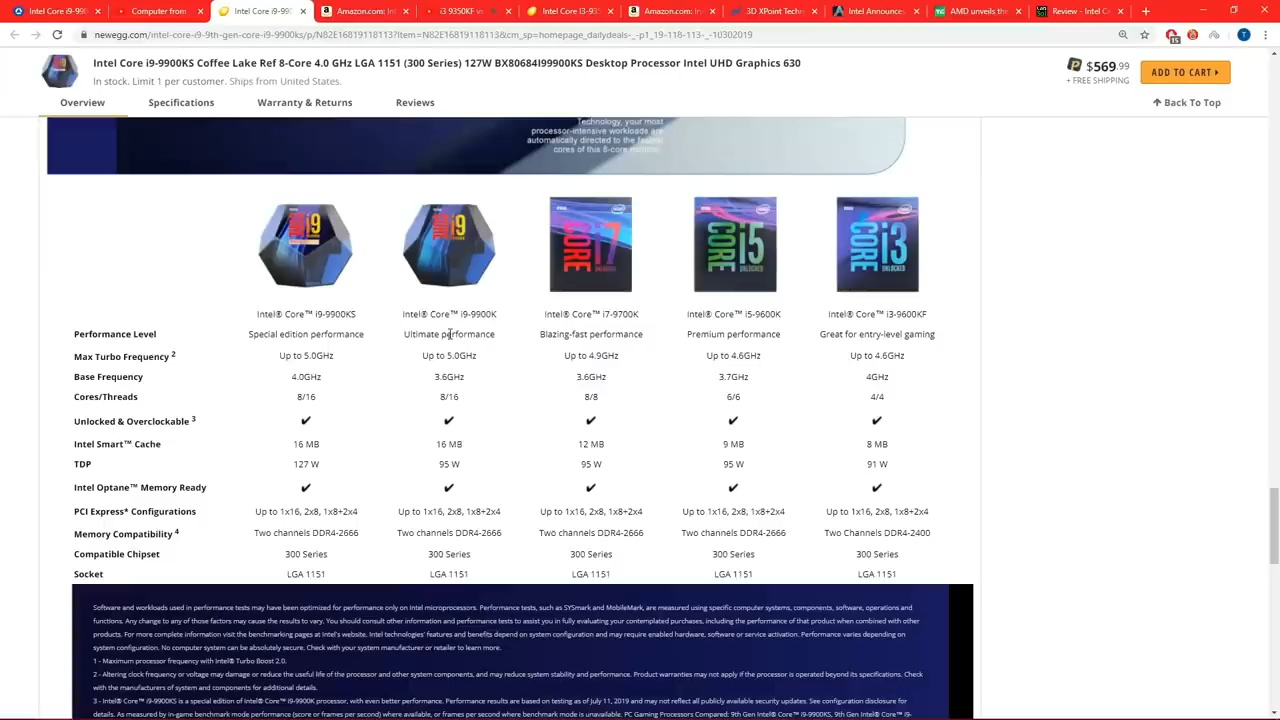 Intel Core i9-990
Computer from
Intel Core i9-990
Amazon.com: Int
i3 9350KF v
Intel Core I3-935
Amazon.com: In
3D XPoint Techn
Intel Announces
AMD unveils the
Review - Intel C
newegg.com/intel-core-i9-9th-gen-core-i9-9900ks/p/N82E16819118113?Item=N82E16819118113&cm_sp=homepage_dailydeals-_-p1_19-118-113-_-10302019
Intel Core i9-9900KS Coffee Lake Ref 8-Core 4.0 GHz LGA 1151 (300 Series) 127W BX80684I99900KS Desktop Processor Intel UHD Graphics 630
In stock. Limit 1 per customer. Ships from United States.
$569.99
+ FREE SHIPPING
ADD TO CART
Overview Specifications Warranty & Returns Reviews Back To Top
Technology, your most
processor-intensive workloads are
automatically directed to the fastest
cores of this 8-core
Intel® Core™ i9-9900KS Intel® Core™ i9-9900K Intel® Core™ i7-9700K Intel® Core™ i5-9600K Intel® Core™ i3-9600KF
Performance Level Special edition performance Ultimate performance Blazing-fast performance Premium performance Great for entry-level gaming
Max Turbo Frequency 2 Up to 5.0GHz Up to 5.0GHz Up to 4.9GHz Up to 4.6GHz Up to 4.6GHz
Base Frequency 4.0GHz 3.6GHz 3.6GHz 3.7GHz 4GHz
Cores/Threads 8/16 8/16 8/8 6/6 4/4
Unlocked & Overclockable 3 ✔ ✔ ✔ ✔ ✔
Intel Smart™ Cache 16 MB 16 MB 12 MB 9 MB 8 MB
TDP 127 W 95 W 95 W 95 W 91 W
Intel Optane™ Memory Ready ✔ ✔ ✔ ✔ ✔
PCI Express* Configurations Up to 1x16, 2x8, 1x8+2x4 Up to 1x16, 2x8, 1x8+2x4 Up to 1x16, 2x8, 1x8+2x4 Up to 1x16, 2x8, 1x8+2x4 Up to 1x16, 2x8, 1x8+2x4
Memory Compatibility 4 Two channels DDR4-2666 Two channels DDR4-2666 Two channels DDR4-2666 Two channels DDR4-2666 Two Channels DDR4-2400
Compatible Chipset 300 Series 300 Series 300 Series 300 Series 300 Series
Socket LGA 1151 LGA 1151 LGA 1151 LGA 1151 LGA 1151
Software and workloads used in performance tests may have been optimized for performance only on Intel microprocessors. Performance tests, such as SYSmark and MobileMark, are measured using specific computer systems, components, software, operations and
functions. Any change to any of those factors may cause the results to vary. You should consult other information and performance tests to assist you in fully evaluating your contemplated purchases, including the performance of that product when combined with other
products. For more complete information visit the benchmarking pages at Intel's website. Intel technologies' features and benefits depend on system configuration and may require enabled hardware, software or service activation. Performance varies depending on
system configuration. No computer system can be absolutely secure. Check with your system manufacturer or retailer to learn more.
1 - Maximum processor frequency with Intel® Turbo Boost 2.0.
2 - Altering clock frequency or voltage may damage or reduce the useful life of the processor and other system components, and may reduce system stability and performance. Product warranties may not apply if the processor is operated beyond its specifications. Check
with the manufacturers of system and components for additional details.
3 - Intel® Core™ i9-9900KS is a special edition of Intel® Core™ i9-9900K processor, with even better performance. Performance results are based on testing as of July 11, 2019 and may not reflect all publicly available security updates. See configuration disclosure for
details. As measured by in-game benchmark mode performance (score or frames per second) where available, or frames per second where benchmark mode is unavailable. PC Gaming Processors Compared: 9th Gen Intel® Core™ i9-9900KS, 9th Gen Intel® Core™ i9-